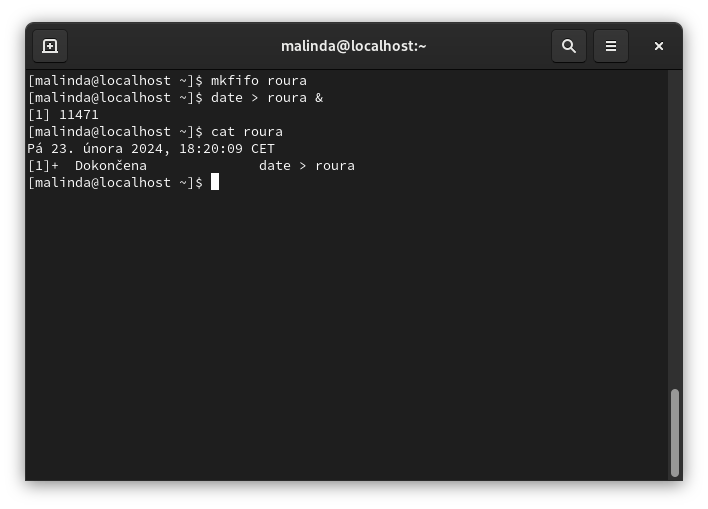 malinda@localhost:~
[malinda@localhost ~]$ mkfifo roura
[malinda@localhost ~]$ date > roura &
[1] 11471
[malinda@localhost ~]$ cat roura
Pá 23. února 2024, 18:20:09 CET
[1]+  Dokončena              date > roura
[malinda@localhost ~]$